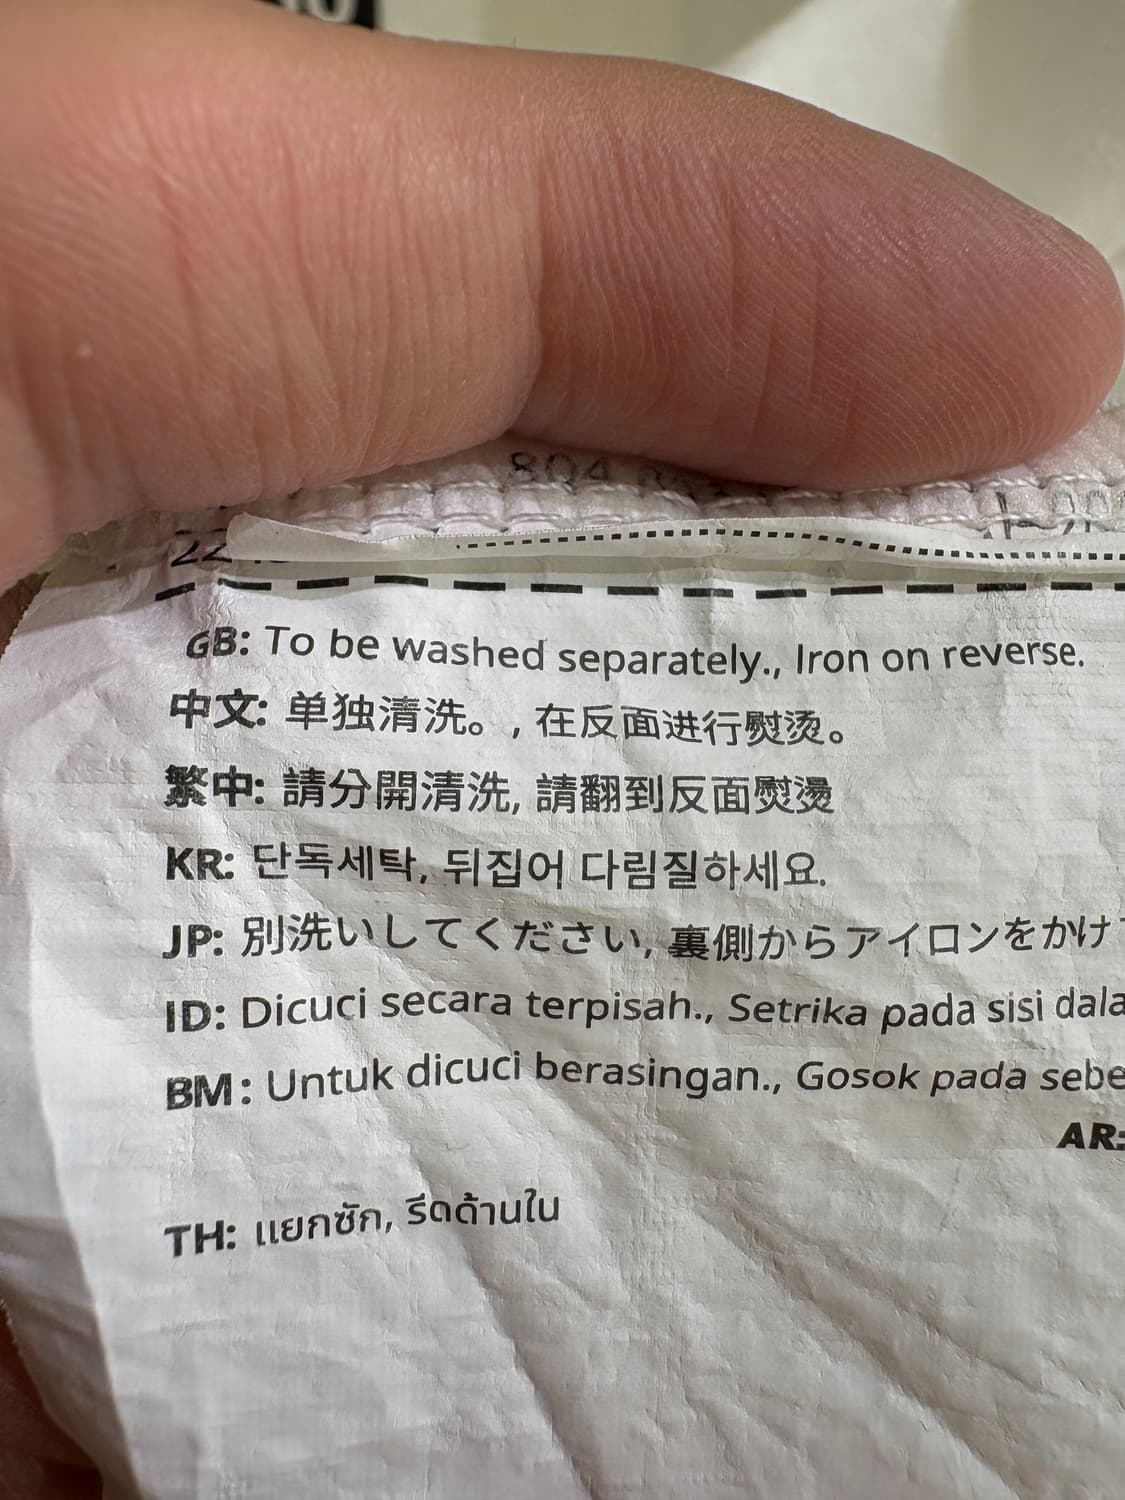 GB: To be washed separately., Iron on reverse.
中文: 单独清洗。, 在反面进行熨烫。
繁中: 請分開清洗, 請翻到反面熨燙
KR: 단독세탁, 뒤집어 다림질하세요.
JP: 別洗いしてください, 裏側からアイロンをかけ
ID: Dicuci secara terpisah., Setrika pada sisi
BM: Untuk dicuci berasingan., Gosok pada
AR:
TH: แยกซัก, รีดด้านใน